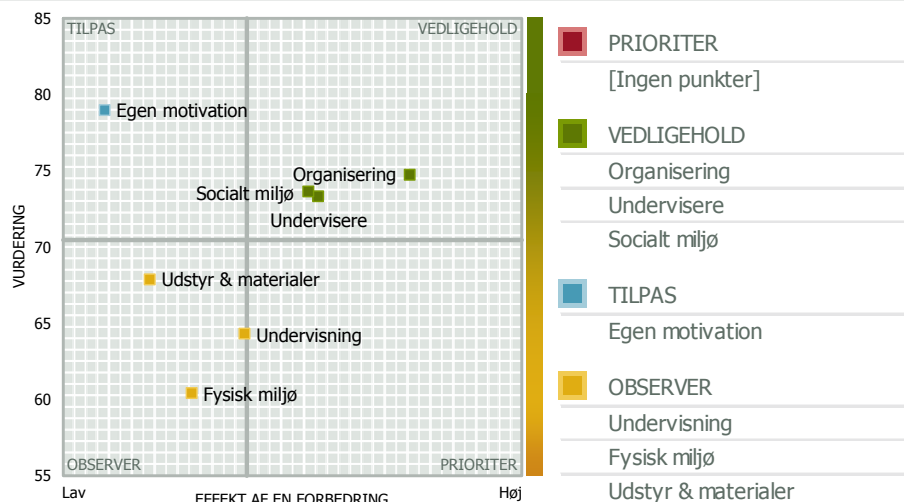 85
TILPAS
VEDLIGEHOLD
80
Egen motivation
75
Organisering
Socialt miljø
Undervisere
70
VURDERING
Udstyr & materialer
65
Undervisning
60
Fysisk miljø
55
OBSERVER
PRIORITER
Lav
EFFEKT AF EN FORBEDRING
Høj
PRIORITER
[Ingen punkter]
VEDLIGEHOLD
Organisering
Undervisere
Socialt miljø
TILPAS
Egen motivation
OBSERVER
Undervisning
Fysisk miljø
Udstyr & materialer